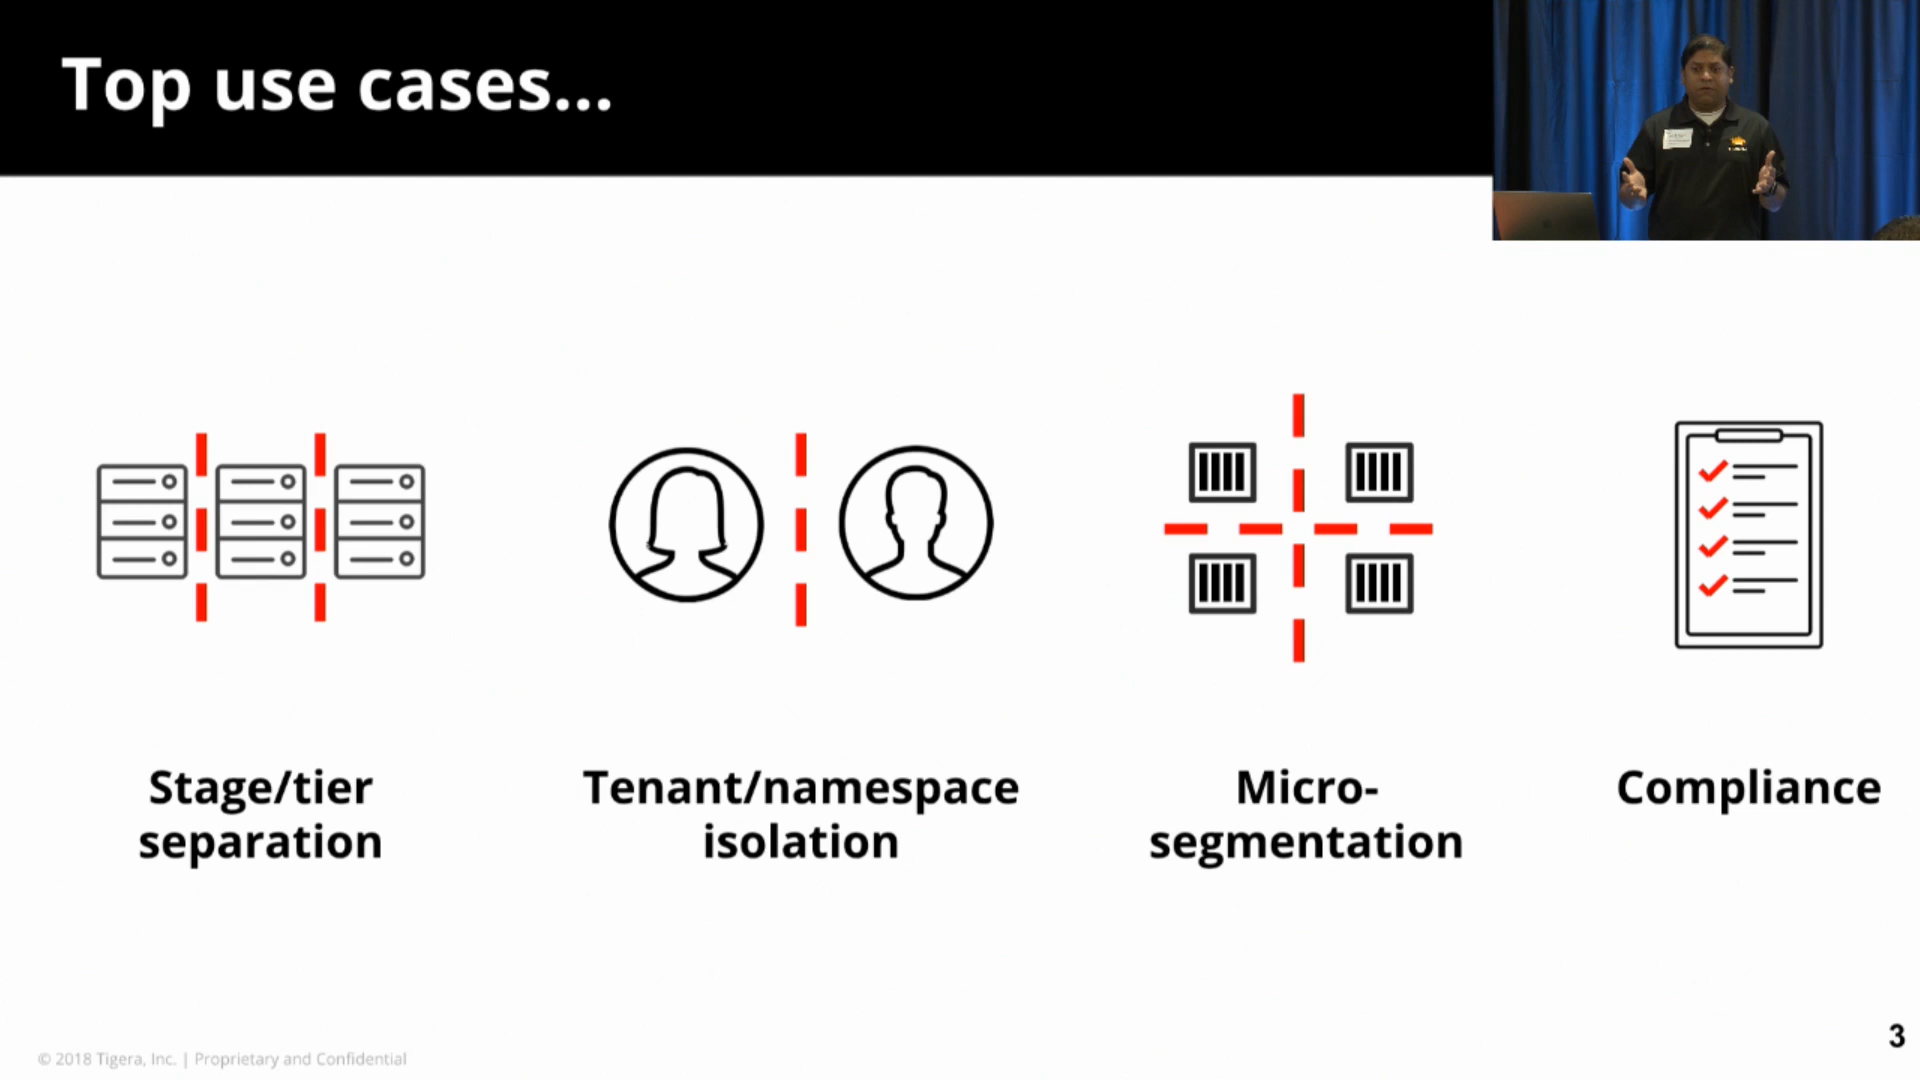 Top use cases...
Stage/tier
separation
Tenant/namespace
isolation
Micro-
segmentation
Compliance
3
© 2018 Tigera, Inc. | Proprietary and Confidential